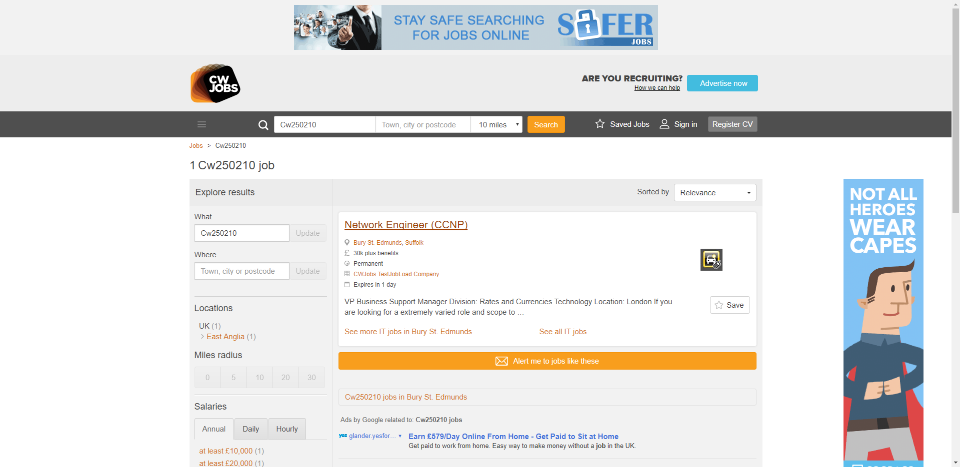 STAY SAFE SEARCHING
FOR JOBS ONLINE
SAFER
JOBS
CW
JOBS
ARE YOU RECRUITING?
How we can help
Advertise now
Cw250210
Town, city or postcode
10 miles
Search
Saved Jobs
Sign in
Register CV
Jobs > Cw250210
1 Cw250210 job
Explore results
Sorted by
Relevance
What
Cw250210
Update
Where
Town, city or postcode
Update
Locations
UK (1)
> East Anglia (1)
Miles radius
0 5 10 20 30
Salaries
Annual Daily Hourly
at least £10,000 (1)
at least £20,000 (1)
Network Engineer (CCNP)
Bury St. Edmunds, Suffolk
30k plus benefits
Permanent
CWJobs TestJobLoad Company
Expires in 1 day
VP Business Support Manager Division: Rates and Currencies Technology Location: London If you
are looking for a extremely varied role and scope to ...
Save
See more IT jobs in Bury St. Edmunds
See all IT jobs
Alert me to jobs like these
Cw250210 jobs in Bury St. Edmunds
Ads by Google related to: Cw250210 jobs
glander.yesfor...
Earn £579/Day Online From Home - Get Paid to Sit at Home
Get paid to work from home. Easy way to make money without a job in the UK.
NOT ALL
HEROES
WEAR
CAPES